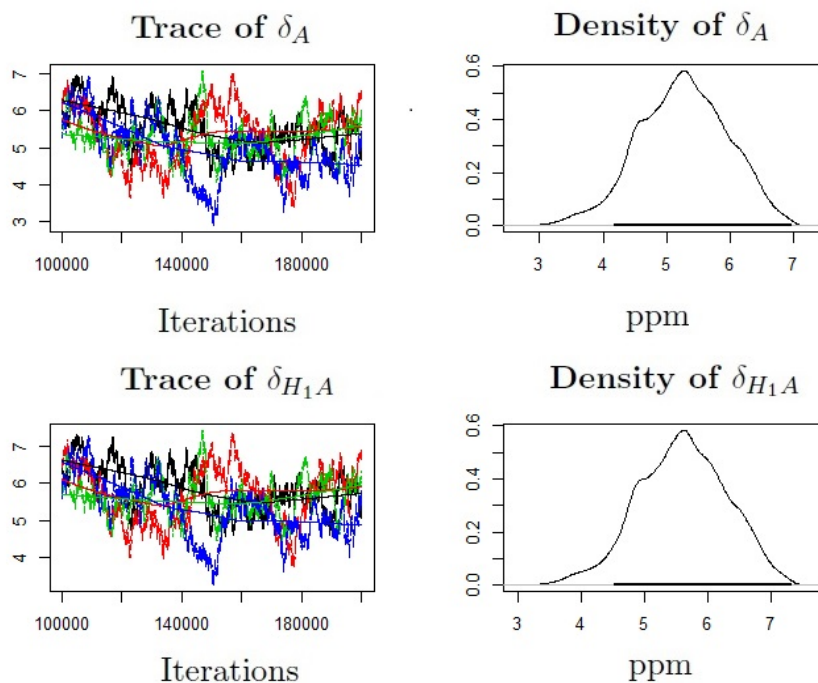 Trace of δ_A
Density of δ_A
7
6
5
4
3
100000 140000 180000
Iterations
0.6
0.4
0.2
0.0
3 4 5 6 7
ppm
Trace of δ_{H_1A}
Density of δ_{H_1A}
7
6
5
4
100000 140000 180000
Iterations
0.6
0.4
0.2
0.0
3 4 5 6 7
ppm